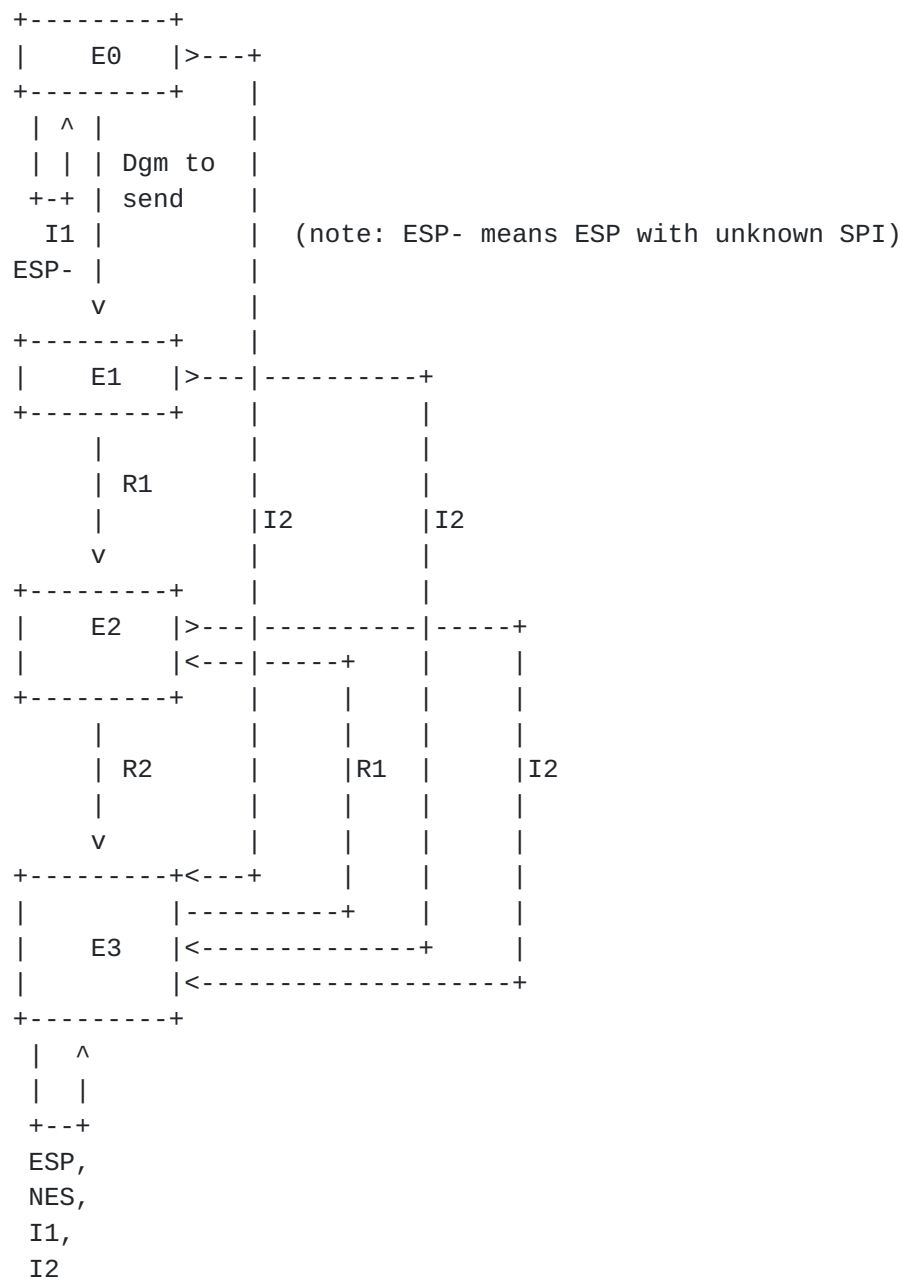 E0
Dgm to
send
I1
(note: ESP- means ESP with unknown SPI)
ESP-
v
E1
R1
I2 I2
v
E2
R2 R1 I2
v
E3
ESP,
NES,
I1,
I2